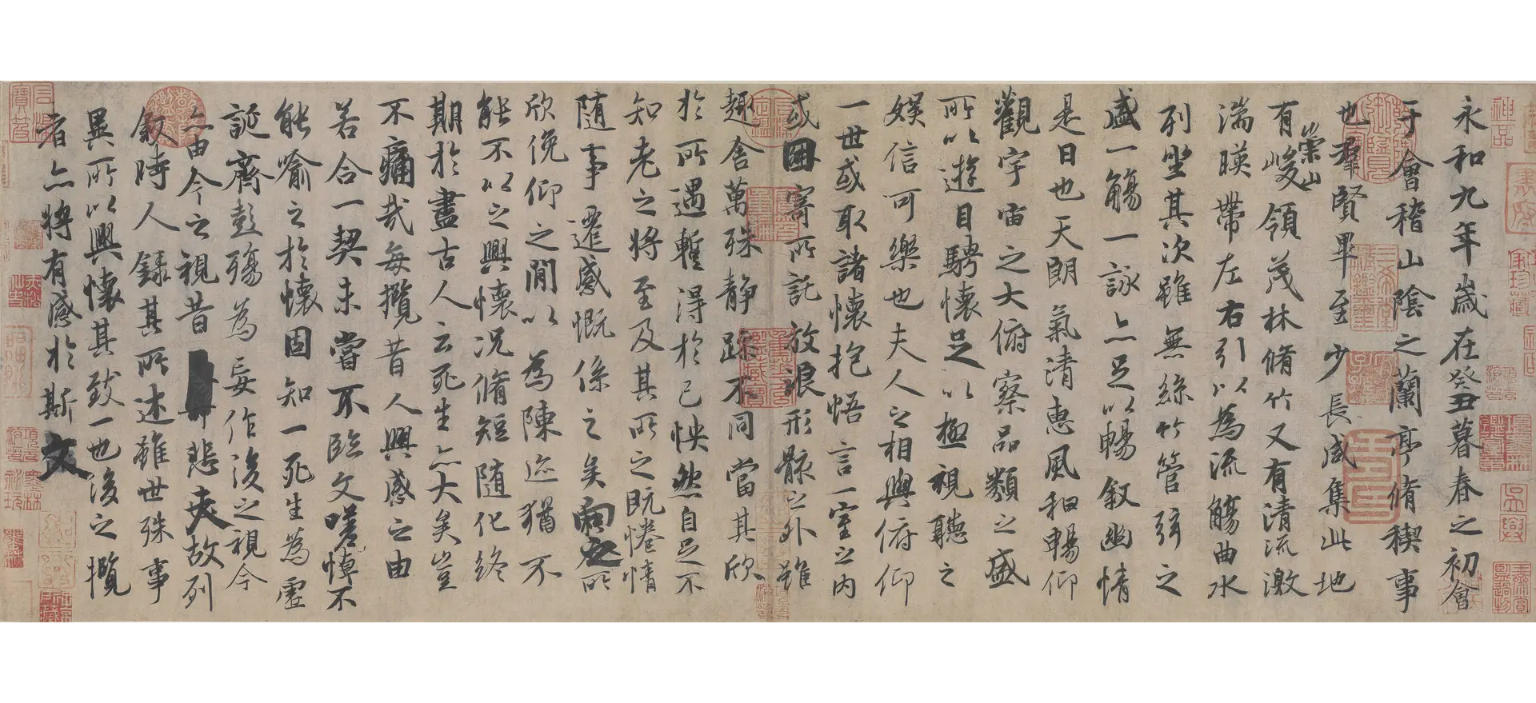 永和九年歲在癸丑暮春之初會
于會稽山陰之蘭亭脩禊事
也羣賢畢至少長咸集此地
有崇山峻領茂林脩竹又有清流激
湍暎帶左右引以為流觴曲水
列坐其次雖無絲竹管弦之
盛一觴一詠亦足以暢叙幽情
是日也天朗氣清惠風和暢仰
觀宇宙之大俯察品類之盛
所以遊目騁懷足以極視聽之
娛信可樂也夫人之相與俯仰
一世或取諸懷抱悟言一室之內
或因寄所託放浪形骸之外雖
趣舍萬殊靜躁不同當其欣
於所遇暫得於己怏然自足不
知老之將至及其所之既惓情
隨事遷感慨係之矣向之所
欣俛仰之閒以為陳迹猶不
能不以之興懷況脩短隨化終
期於盡古人云死生亦大矣豈
不痛哉每攬昔人興感之由
若合一契未嘗不臨文嗟悼不
能喻之於懷固知一死生為虛
誕齊彭殤為妄作後之視今
亦由今之視昔悲夫故列
叙時人錄其所述雖世殊事
異所以興懷其致一也後之攬
者亦將有感於斯文